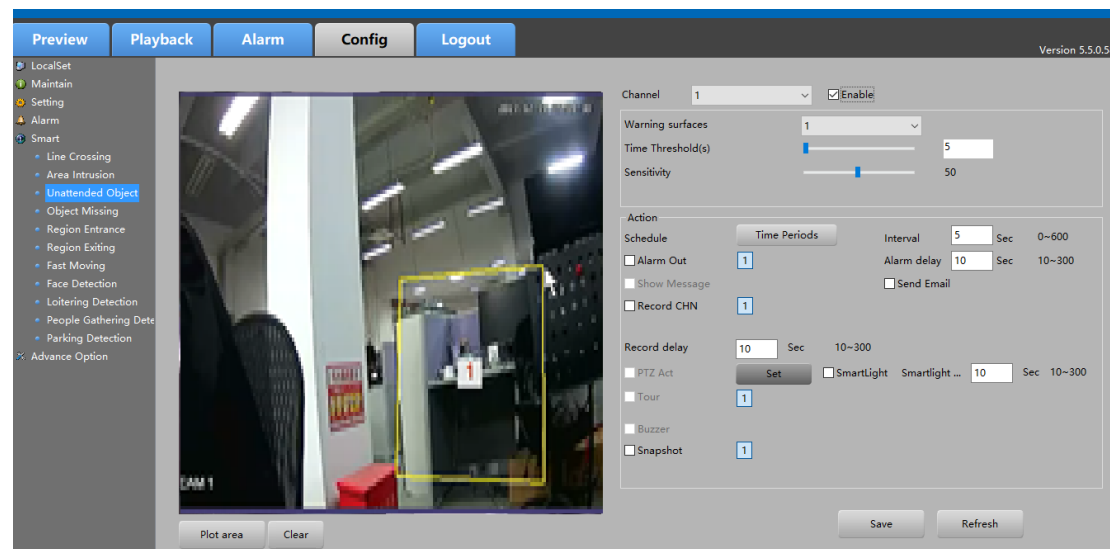 Preview Playback Alarm Config Logout
Version 5.5.0.5
LocalSet
Maintain
Setting
Alarm
Smart
Line Crossing
Area Intrusion
Unattended Object
Object Missing
Region Entrance
Region Exiting
Fast Moving
Face Detection
Loitering Detection
People Gathering Dete
Parking Detection
Advance Option
CAM 1
1
Plot area Clear
Channel 1 Enable
Warning surfaces 1
Time Threshold(s) 5
Sensitivity 50
Action
Schedule Time Periods Interval 5 Sec 0~600
Alarm Out 1 Alarm delay 10 Sec 10~300
Show Message Send Email
Record CHN 1
Record delay 10 Sec 10~300
PTZ Act Set SmartLight Smartlight ... 10 Sec 10~300
Tour 1
Buzzer
Snapshot 1
Save Refresh